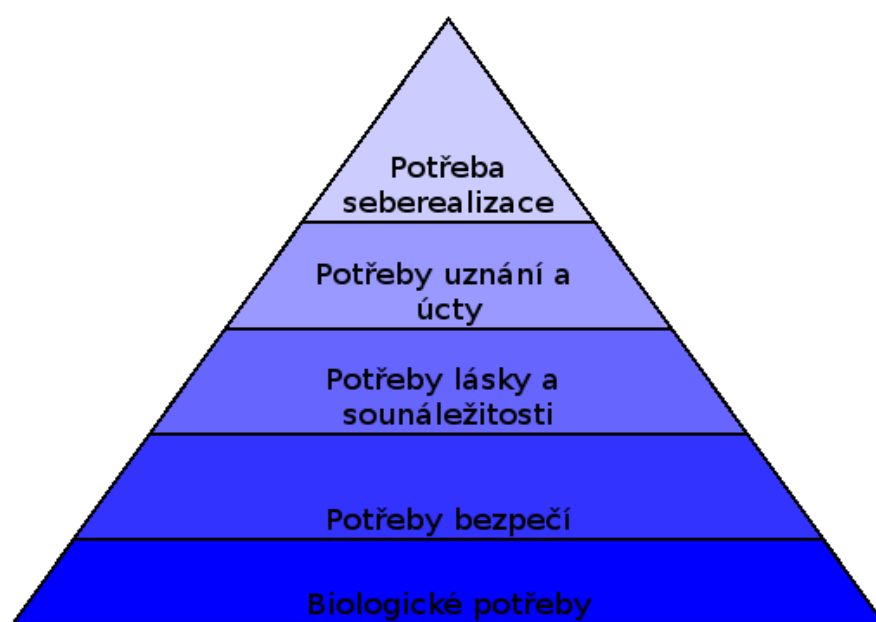 Potřeba
seberealizace
Potřeby uznání a
úcty
Potřeby lásky a
sounáležitosti
Potřeby bezpečí
Biologické potřeby